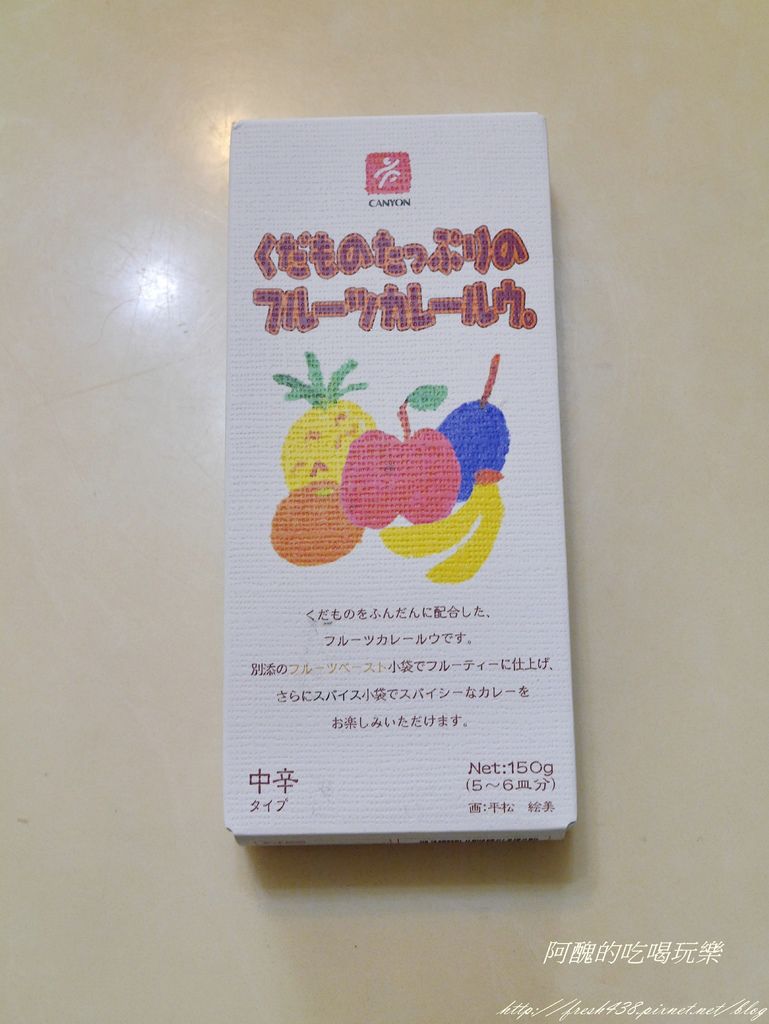 CANYON
くだものたっぷりの
フルーツカレールウ。
くだものをふんだんに配合した、
フルーツカレールウです。
別添のフルーツペースト小袋でフルーティーに仕上げ、
さらにスパイス小袋でスパイシーなカレーを
お楽しみいただけます。
中辛
タイプ
Net:150g
(5〜6皿分)
画:平松 絵美
阿醜的吃喝玩樂
http://fresh438.pixnet.net/blog